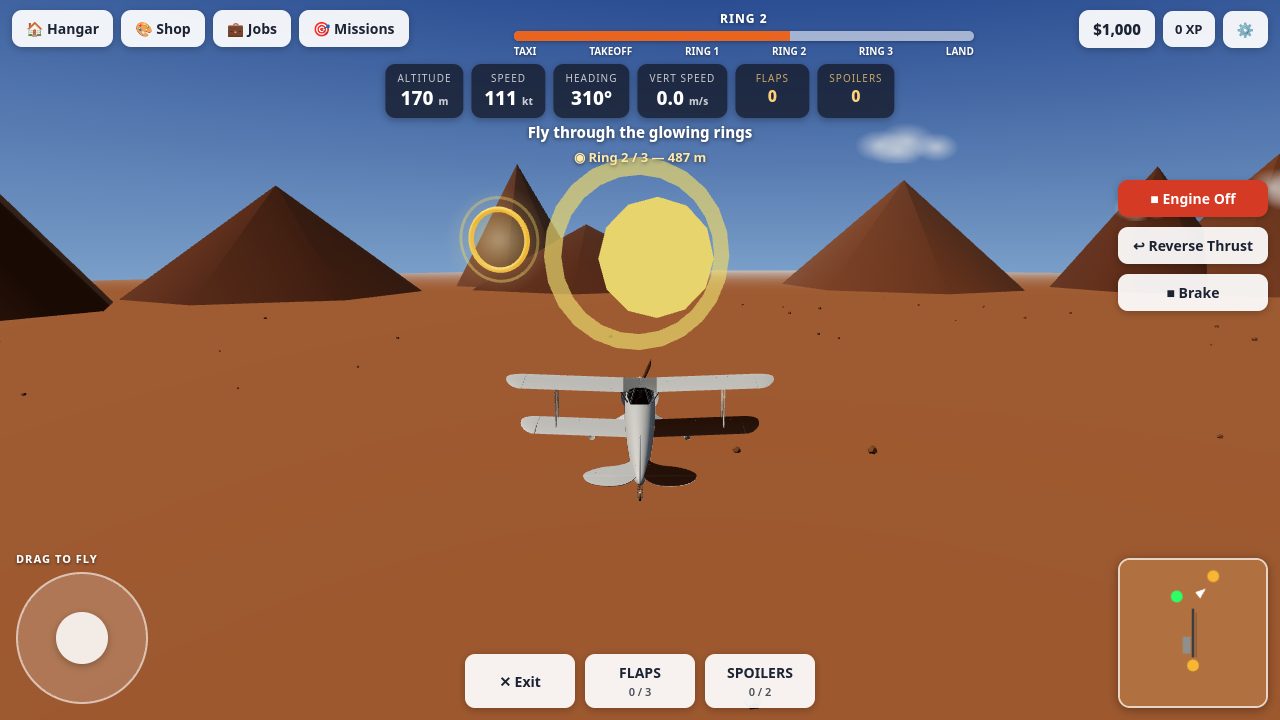 🏠 Hangar
🎨 Shop
💼 Jobs
🎯 Missions
RING 2
TAXI TAKEOFF RING 1 RING 2 RING 3 LAND
$1,000
0 XP
⚙️
ALTITUDE
170 m
SPEED
111 kt
HEADING
310°
VERT SPEED
0.0 m/s
FLAPS
0
SPOILERS
0
Fly through the glowing rings
◉ Ring 2 / 3 — 487 m
■ Engine Off
↩ Reverse Thrust
■ Brake
DRAG TO FLY
✕ Exit
FLAPS
0 / 3
SPOILERS
0 / 2